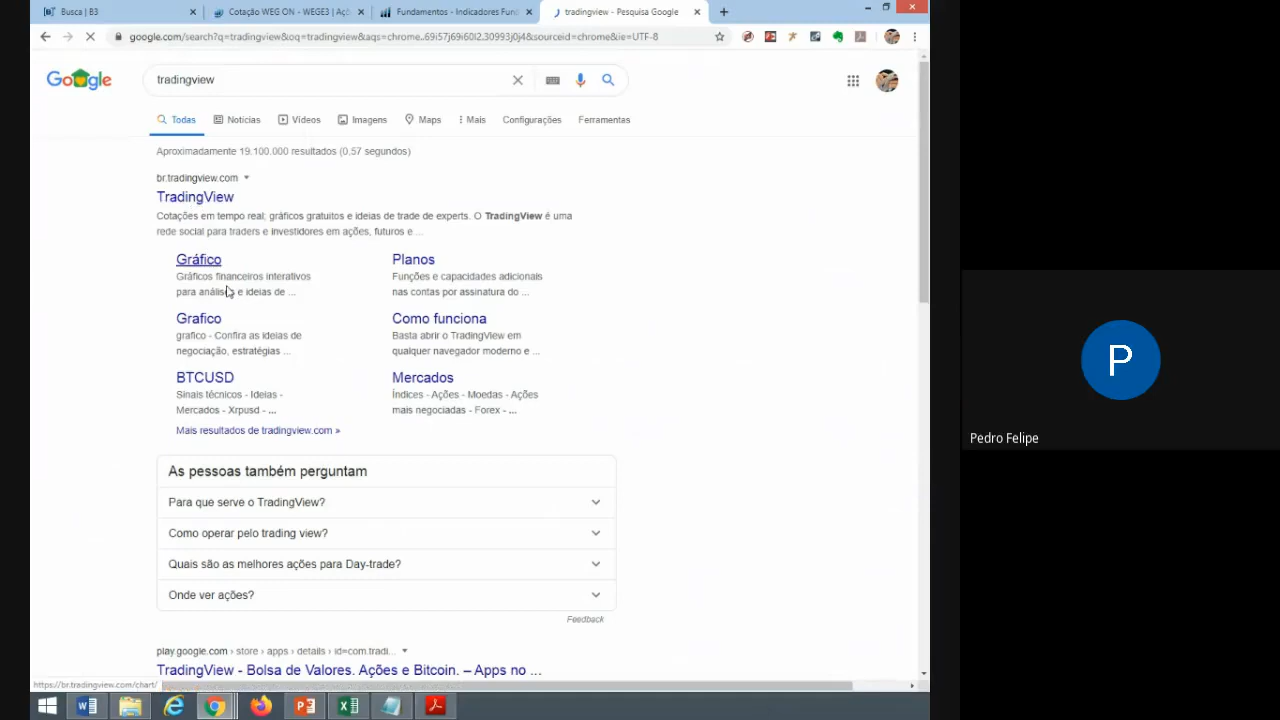 Busca | B3
Cotação WEG ON - WEGE3 | Açõ
Fundamentos - Indicadores Fund
tradingview - Pesquisa Google
google.com/search?q=tradingview&oq=tradingview&aqs=chrome..69i57j69i60l2.30993j0j4&sourceid=chrome&ie=UTF-8
Google
tradingview
Todas
Notícias
Vídeos
Imagens
Maps
Mais
Configurações
Ferramentas
Aproximadamente 19.100.000 resultados (0,57 segundos)
br.tradingview.com
TradingView
Cotações em tempo real; gráficos gratuitos e ideias de trade de experts. O TradingView é uma
rede social para traders e investidores em ações, futuros e ...
Gráfico
Gráficos financeiros interativos
para análise e ideias de ...
Planos
Funções e capacidades adicionais
nas contas por assinatura do ...
Grafico
grafico - Confira as ideias de
negociação, estratégias ...
Como funciona
Basta abrir o TradingView em
qualquer navegador moderno e ...
BTCUSD
Sinais técnicos - Ideias -
Mercados - Xrpusd - ...
Mercados
Índices - Ações - Moedas - Ações
mais negociadas - Forex - ...
Mais resultados de tradingview.com »
As pessoas também perguntam
Para que serve o TradingView?
Como operar pelo trading view?
Quais são as melhores ações para Day-trade?
Onde ver ações?
Feedback
play.google.com › store › apps › details › id=com.tradi...
TradingView - Bolsa de Valores. Ações e Bitcoin. – Apps no ...
https://br.tradingview.com/chart/
P
Pedro Felipe